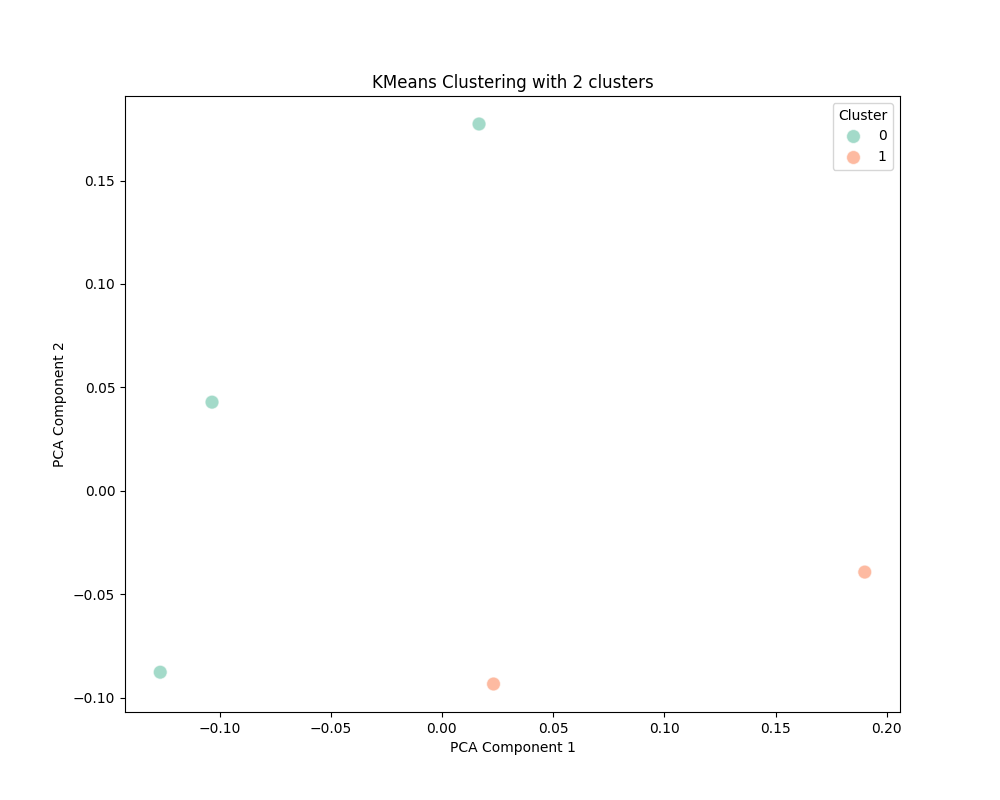 KMeans Clustering with 2 clusters
Cluster
0
1
0.15
0.10
0.05
0.00
−0.05
−0.10
PCA Component 2
−0.10 −0.05 0.00 0.05 0.10 0.15 0.20
PCA Component 1